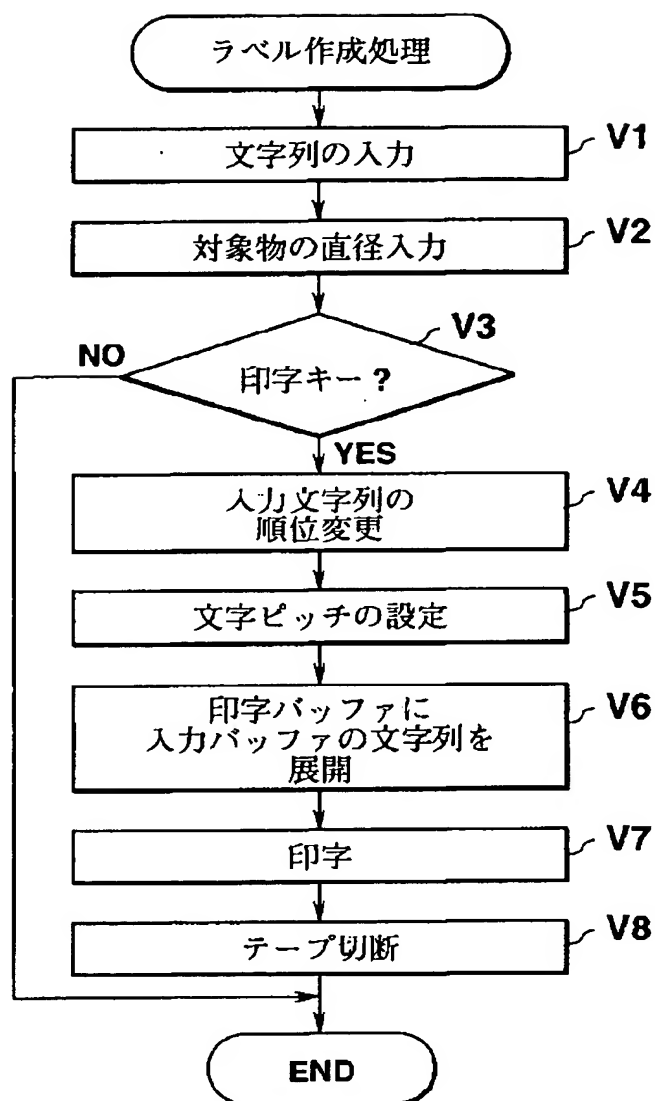 ラベル作成処理
文字列の入力
V1
対象物の直径入力
V2
印字キー?
V3
NO
YES
入力文字列の
順位変更
V4
文字ピッチの設定
V5
印字バッファに
入力バッファの文字列を
展開
V6
印字
V7
テープ切断
V8
END